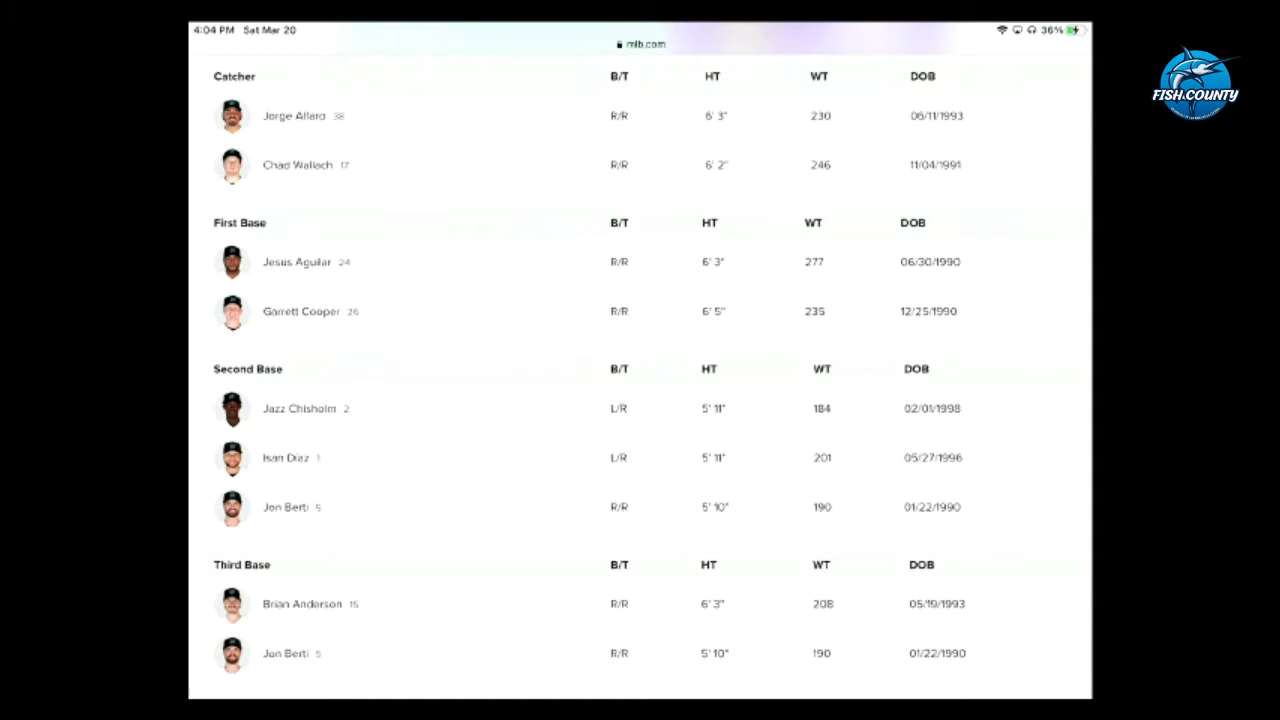 4:04 PM Sat Mar 20 36%
mlb.com
FISH COUNTY
Catcher B/T HT WT DOB
Jorge Alfaro 38 R/R 6' 3" 230 06/11/1993
Chad Wallach 17 R/R 6' 2" 246 11/04/1991
First Base B/T HT WT DOB
Jesus Aguilar 24 R/R 6' 3" 277 06/30/1990
Garrett Cooper 26 R/R 6' 5" 235 12/25/1990
Second Base B/T HT WT DOB
Jazz Chisholm 2 L/R 5' 11" 184 02/01/1998
Isan Díaz 1 L/R 5' 11" 201 05/27/1996
Jon Berti 5 R/R 5' 10" 190 01/22/1990
Third Base B/T HT WT DOB
Brian Anderson 15 R/R 6' 3" 208 05/19/1993
Jon Berti 5 R/R 5' 10" 190 01/22/1990